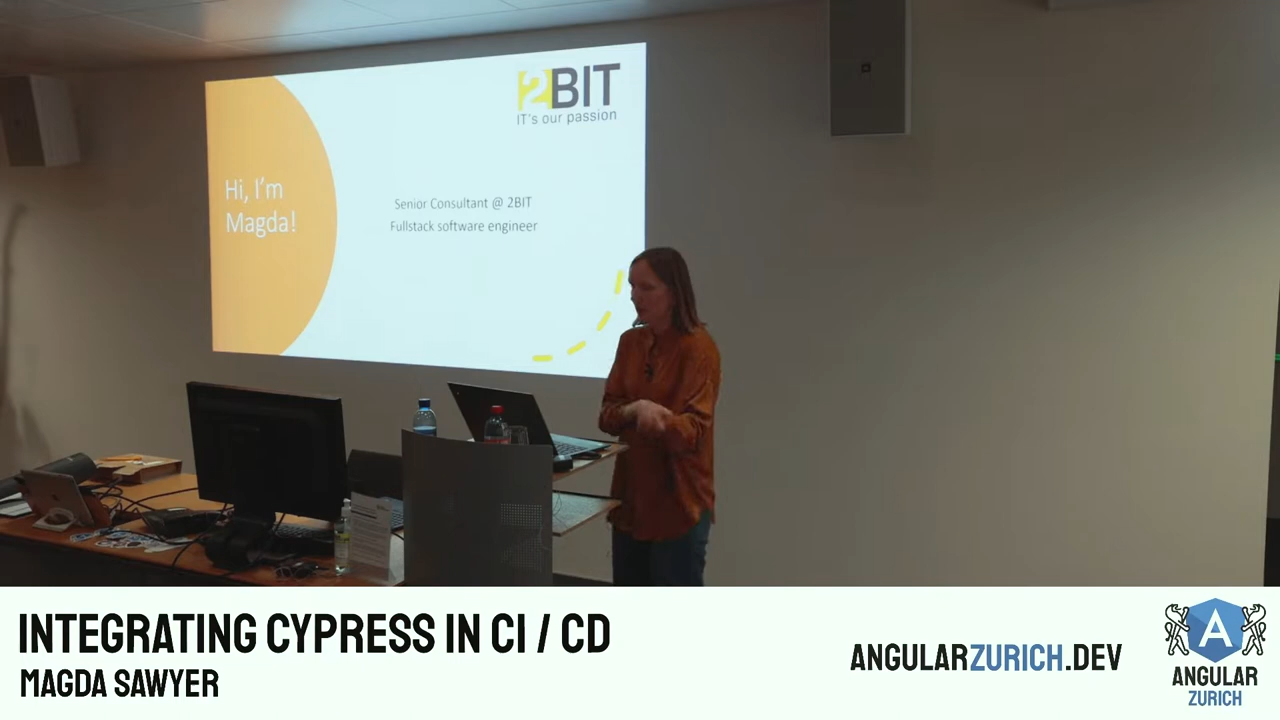 2BIT
IT's our passion
Hi, I'm
Magda!
Senior Consultant @ 2BIT
Fullstack software engineer
INTEGRATING CYPRESS IN CI / CD
MAGDA SAWYER
ANGULARZURICH.DEV
A
ANGULAR
ZURICH